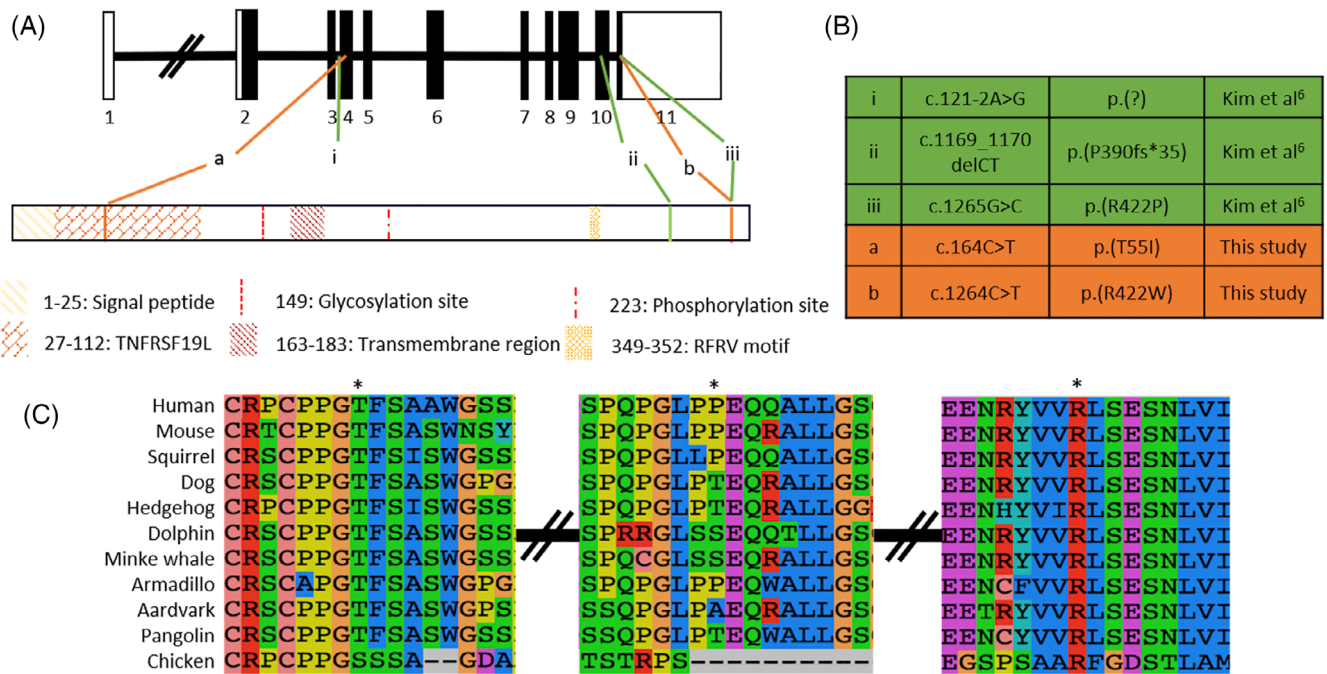 (A)
1
2
3
4
5
6
7
8
9
10
11
a
i
ii
b
iii
1-25: Signal peptide
149: Glycosylation site
223: Phosphorylation site
27-112: TNFRSF19L
163-183: Transmembrane region
349-352: RFRV motif
(B)
i c.121-2A>G p.(?) Kim et al6
ii c.1169_1170 delCT p.(P390fs*35) Kim et al6
iii c.1265G>C p.(R422P) Kim et al6
a c.164C>T p.(T55I) This study
b c.1264C>T p.(R422W) This study
(C)
* * *
Human CRPCPPGTFSAAWGSS SPQPGLPPEQQALLGS EENRYVVRLSESNLVI
Mouse CRTCPPGTFSASWNSY SPQPGLPPEQRALLGS EENRYVVRLSESNLVI
Squirrel CRSCPPGTFSISWGSS SPQPGLLPEQQALLGS EENRYVVRLSESNLVI
Dog CRSCPPGTFSASWGPG SPQPGLPTEQRALLGS EENRYVVRLSESNLVI
Hedgehog CRPCPPGTFSISWGSS SPQPGLPTEQRALLGG EENHYVIRLSESNLVI
Dolphin CRSCPPGTFSASWGSS SPRRGLSSEQQTLLGS EENRYVVRLSESNLVI
Minke whale CRSCPPGTFSASWGSS SPQCGLSSEQRALLGS EENRYVVRLSESNLVI
Armadillo CRSCAPGTFSASWGPG SPQPGLPPEQWALLGS EENCFVVRLSESNLVI
Aardvark CRSCPPGTFSASWGPS SSQPGLPAEQRALLGS EETRYVVRLSESNLVI
Pangolin CRSCPPGTFSASWGSS SSQPGLPTEQWALLGS EENCYVVRLSESNLVI
Chicken CRPCPPGSSSA--GDA TSTRPS---------- EGSPSAARFGDSTLAM